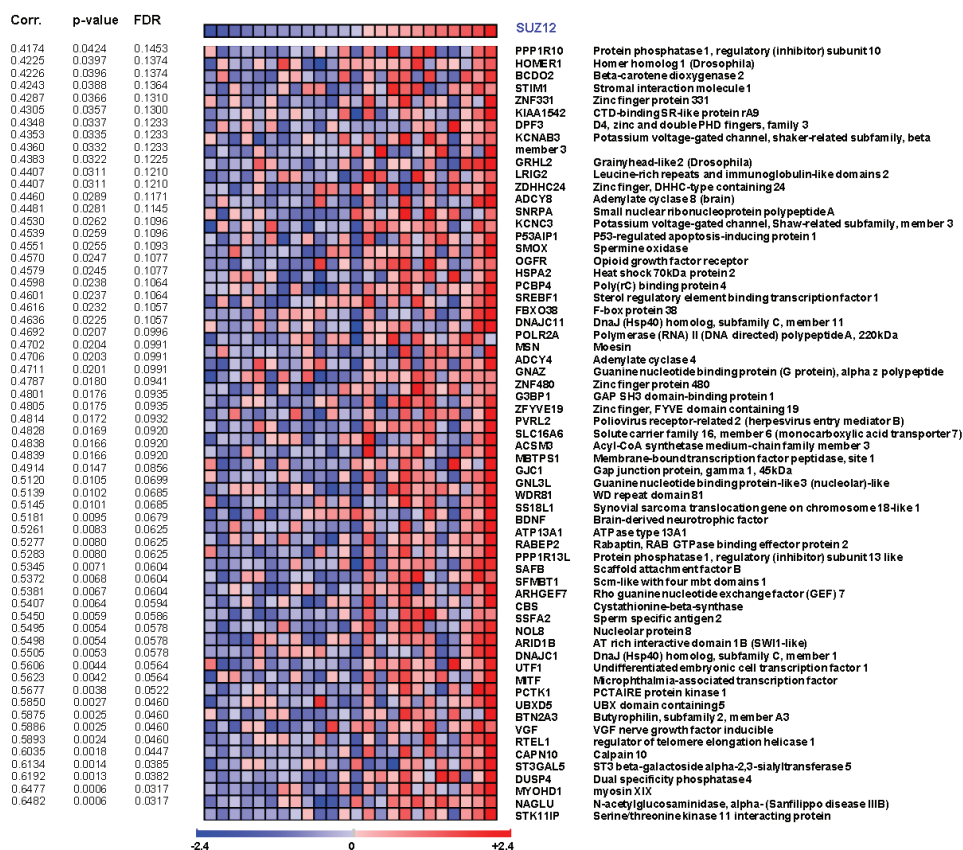 Corr. p-value FDR
0.4174 0.0424 0.1453
0.4225 0.0397 0.1374
0.4226 0.0396 0.1374
0.4243 0.0388 0.1364
0.4287 0.0366 0.1310
0.4305 0.0357 0.1300
0.4348 0.0337 0.1233
0.4353 0.0335 0.1233
0.4360 0.0332 0.1233
0.4383 0.0322 0.1225
0.4407 0.0311 0.1210
0.4407 0.0311 0.1210
0.4460 0.0289 0.1171
0.4481 0.0281 0.1145
0.4530 0.0262 0.1096
0.4539 0.0259 0.1096
0.4551 0.0255 0.1093
0.4570 0.0247 0.1077
0.4579 0.0245 0.1077
0.4598 0.0238 0.1064
0.4601 0.0237 0.1064
0.4616 0.0232 0.1057
0.4636 0.0225 0.1057
0.4692 0.0207 0.0996
0.4702 0.0204 0.0991
0.4706 0.0203 0.0991
0.4711 0.0201 0.0991
0.4787 0.0180 0.0941
0.4801 0.0176 0.0935
0.4805 0.0175 0.0935
0.4814 0.0172 0.0932
0.4828 0.0169 0.0920
0.4838 0.0166 0.0920
0.4839 0.0166 0.0920
0.4914 0.0147 0.0856
0.5120 0.0105 0.0699
0.5139 0.0102 0.0685
0.5145 0.0101 0.0685
0.5181 0.0095 0.0679
0.5261 0.0083 0.0625
0.5277 0.0080 0.0625
0.5283 0.0080 0.0625
0.5345 0.0071 0.0604
0.5372 0.0068 0.0604
0.5381 0.0067 0.0604
0.5407 0.0064 0.0594
0.5450 0.0059 0.0586
0.5495 0.0054 0.0578
0.5498 0.0054 0.0578
0.5505 0.0053 0.0578
0.5606 0.0044 0.0564
0.5623 0.0042 0.0564
0.5677 0.0038 0.0522
0.5850 0.0027 0.0460
0.5875 0.0025 0.0460
0.5886 0.0025 0.0460
0.5893 0.0024 0.0460
0.6035 0.0018 0.0447
0.6134 0.0014 0.0385
0.6192 0.0013 0.0382
0.6477 0.0006 0.0317
0.6482 0.0006 0.0317
SUZ12
PPP1R10 Protein phosphatase 1, regulatory (inhibitor) subunit 10
HOMER1 Homer homolog 1 (Drosophila)
BCDO2 Beta-carotene dioxygenase 2
STIM1 Stromal interaction molecule 1
ZNF331 Zinc finger protein 331
KIAA1542 CTD-binding SR-like protein rA9
DPF3 D4, zinc and double PHD fingers, family 3
KCNAB3 Potassium voltage-gated channel, shaker-related subfamily, beta
member 3
GRHL2 Grainyhead-like 2 (Drosophila)
LRIG2 Leucine-rich repeats and immunoglobulin-like domains 2
ZDHHC24 Zinc finger, DHHC-type containing 24
ADCY8 Adenylate cyclase 8 (brain)
SNRPA Small nuclear ribonucleoprotein polypeptide A
KCNC3 Potassium voltage-gated channel, Shaw-related subfamily, member 3
P53AIP1 P53-regulated apoptosis-inducing protein 1
SMOX Spermine oxidase
OGFR Opioid growth factor receptor
HSPA2 Heat shock 70kDa protein 2
PCBP4 Poly(rC) binding protein 4
SREBF1 Sterol regulatory element binding transcription factor 1
FBXO38 F-box protein 38
DNAJC11 DnaJ (Hsp40) homolog, subfamily C, member 11
POLR2A Polymerase (RNA) II (DNA directed) polypeptide A, 220kDa
MSN Moesin
ADCY4 Adenylate cyclase 4
GNAZ Guanine nucleotide binding protein (G protein), alpha z polypeptide
ZNF480 Zinc finger protein 480
G3BP1 GAP SH3 domain-binding protein 1
ZFYVE19 Zinc finger, FYVE domain containing 19
PVRL2 Poliovirus receptor-related 2 (herpesvirus entry mediator B)
SLC16A6 Solute carrier family 16, member 6 (monocarboxylic acid transporter 7)
ACSM3 Acyl-CoA synthetase medium-chain family member 3
MBTPS1 Membrane-bound transcription factor peptidase, site 1
GJC1 Gap junction protein, gamma 1, 45kDa
GNL3L Guanine nucleotide binding protein-like 3 (nucleolar)-like
WDR81 WD repeat domain 81
SS18L1 Synovial sarcoma translocation gene on chromosome 18-like 1
BDNF Brain-derived neurotrophic factor
ATP13A1 ATPase type 13A1
RABEP2 Rabaptin, RAB GTPase binding effector protein 2
PPP1R13L Protein phosphatase 1, regulatory (inhibitor) subunit 13 like
SAFB Scaffold attachment factor B
SFMBT1 Scm-like with four mbt domains 1
ARHGEF7 Rho guanine nucleotide exchange factor (GEF) 7
CBS Cystathionine-beta-synthase
SSFA2 Sperm specific antigen 2
NOL8 Nucleolar protein 8
ARID1B AT rich interactive domain 1B (SWI1-like)
DNAJC1 DnaJ (Hsp40) homolog, subfamily C, member 1
UTF1 Undifferentiated embryonic cell transcription factor 1
MITF Microphthalmia-associated transcription factor
PCTK1 PCTAIRE protein kinase 1
UBXD5 UBX domain containing 5
BTN2A3 Butyrophilin, subfamily 2, member A3
VGF VGF nerve growth factor inducible
RTEL1 regulator of telomere elongation helicase 1
CAPN10 Calpain 10
ST3GAL5 ST3 beta-galactoside alpha-2,3-sialyltransferase 5
DUSP4 Dual specificity phosphatase 4
MYOHD1 myosin XIX
NAGLU N-acetylglucosaminidase, alpha- (Sanfilippo disease IIIB)
STK11IP Serine/threonine kinase 11 interacting protein
-2.4 0 +2.4